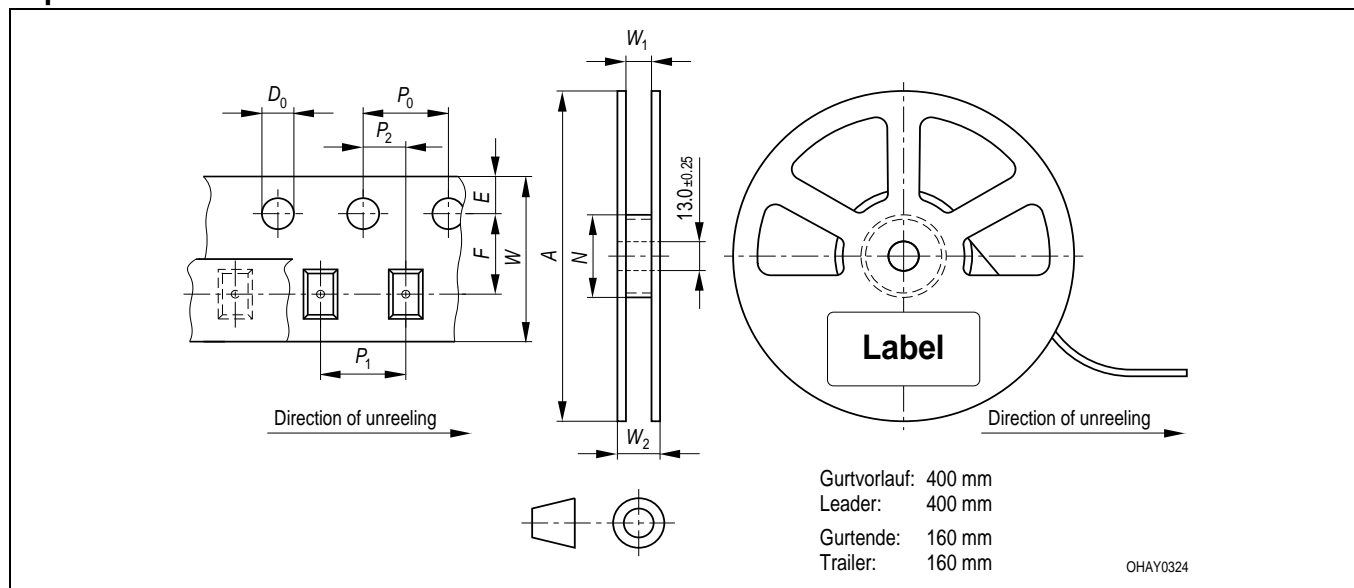 W1
D0
P0
P2
E
F
W
A
N
13.0 ±0.25
P1
W2
Label
Direction of unreeling
Direction of unreeling
Gurtvorlauf: 400 mm
Leader: 400 mm
Gurtende: 160 mm
Trailer: 160 mm
OHAY0324